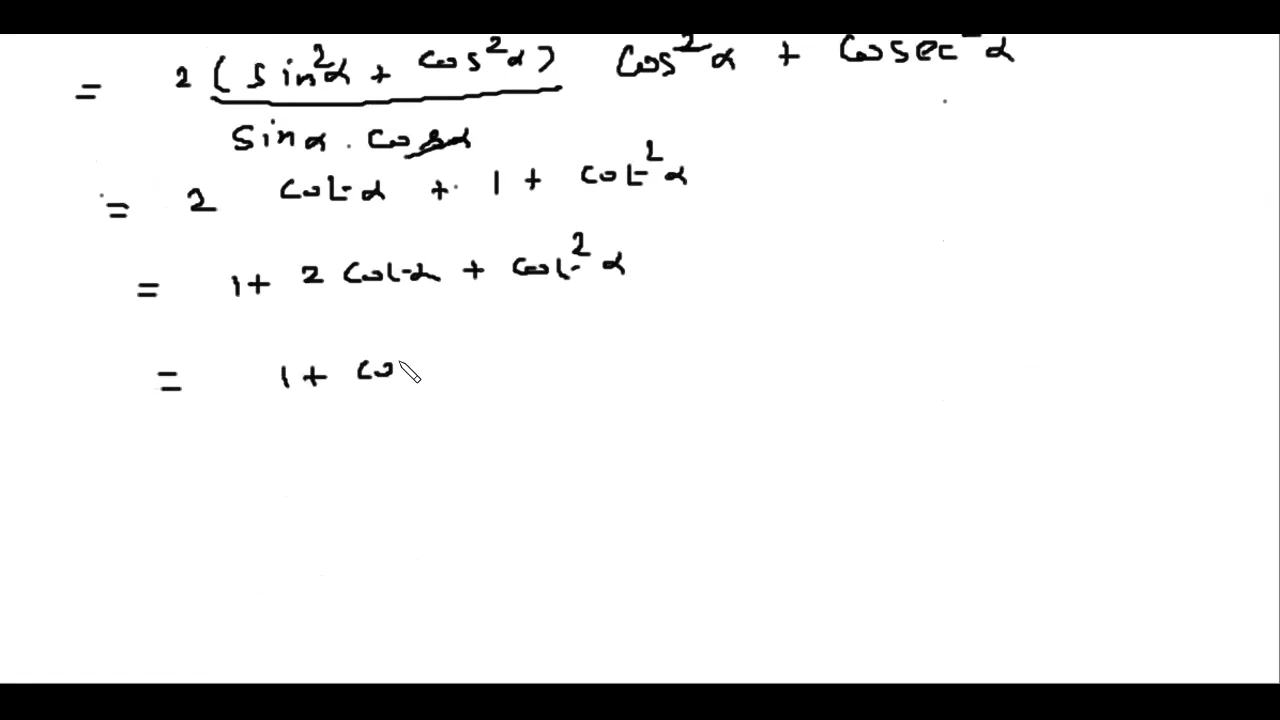 = 2 (sin²α + cos²α) cos²α + cosec²α
sinα . cosα
= 2 cotα + 1 + cot²α
= 1 + 2 cotα + cot²α
= 1 + co